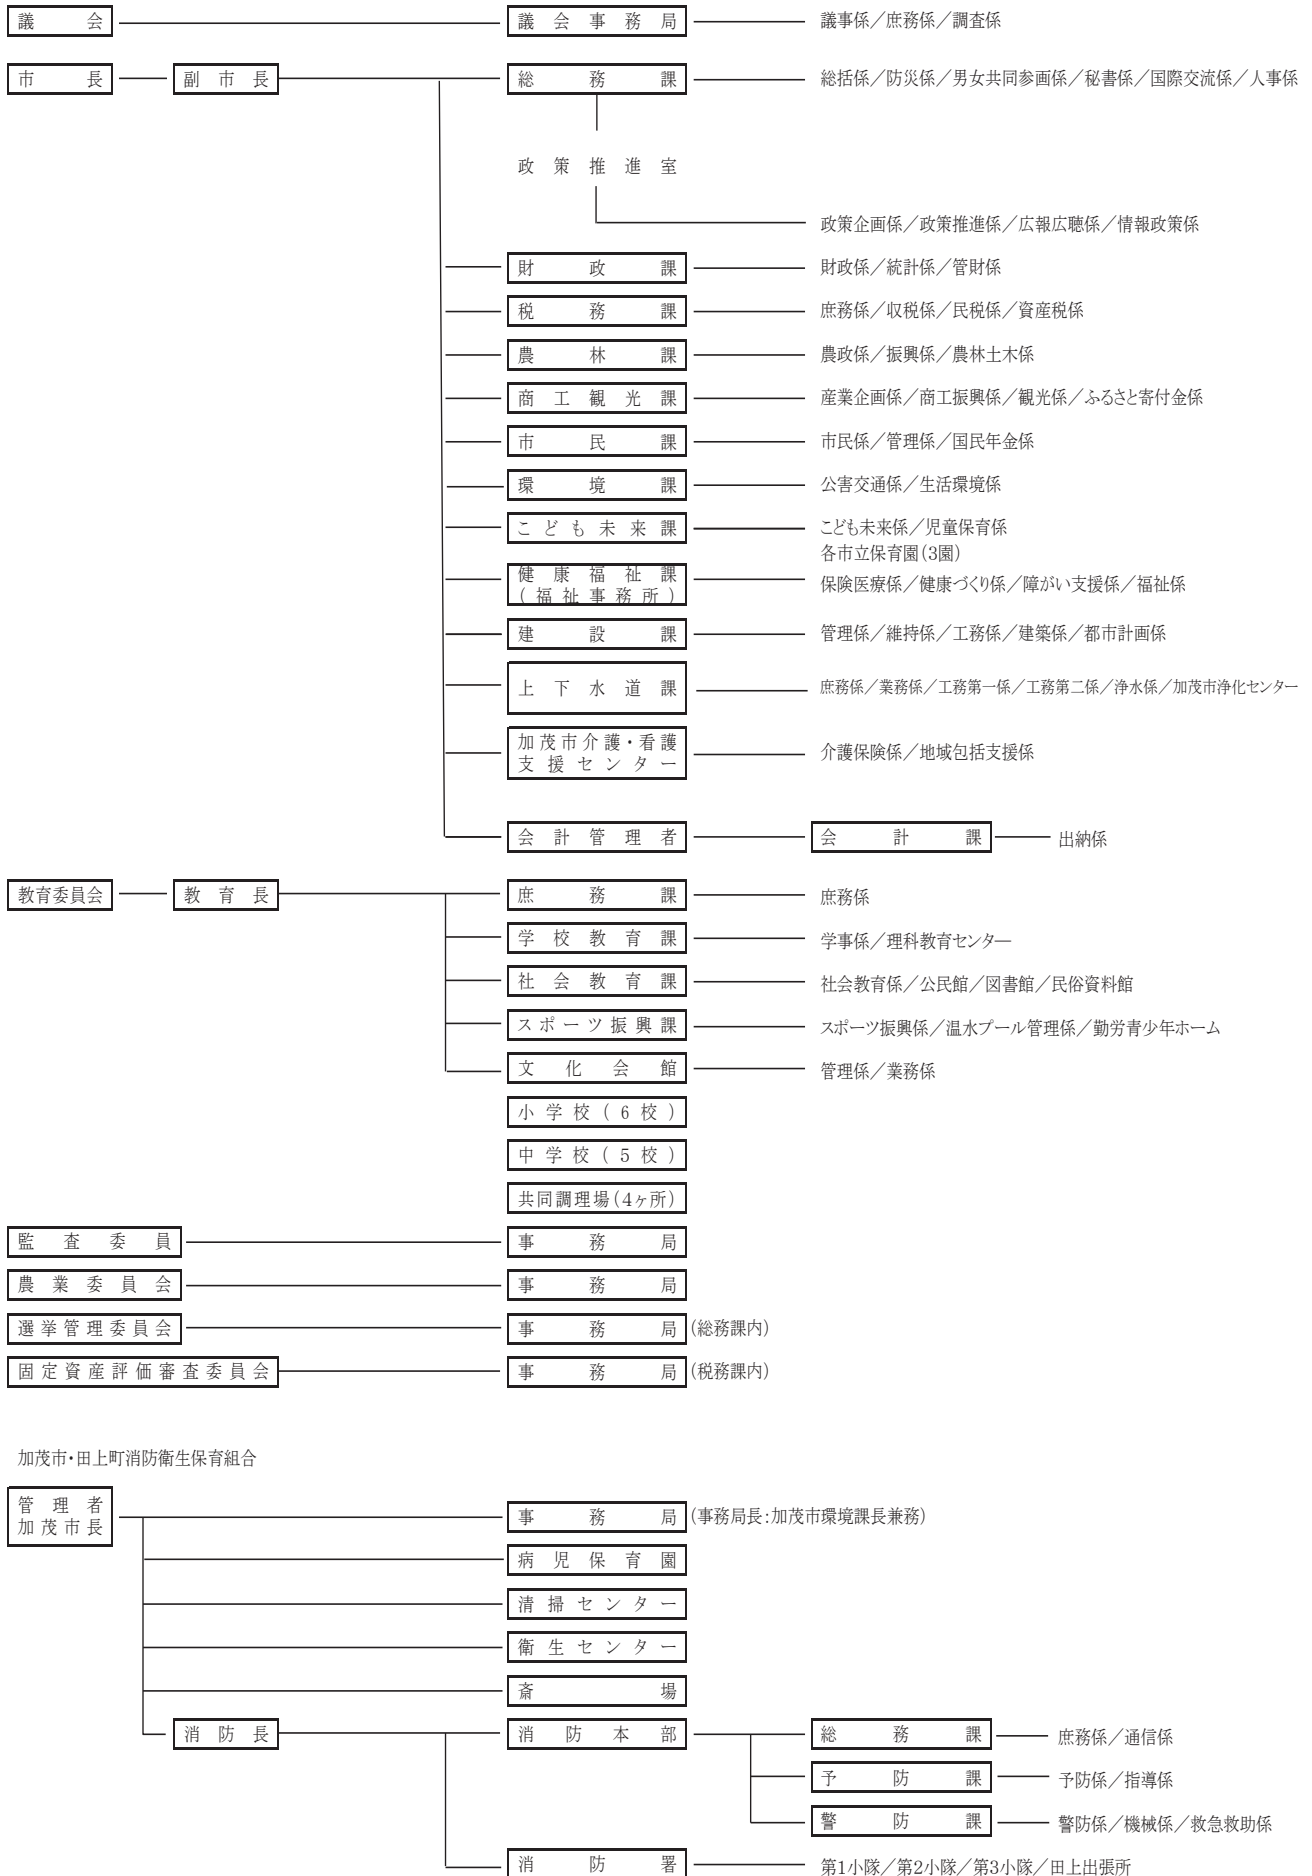 議会 議会事務局 議事係／庶務係／調査係
市長 副市長 総務課 総括係／防災係／男女共同参画係／秘書係／国際交流係／人事係
政策推進室
政策企画係／政策推進係／広報広聴係／情報政策係
財政課 財政係／統計係／管財係
税務課 庶務係／収税係／民税係／資産税係
農林課 農政係／振興係／農林土木係
商工観光課 産業企画係／商工振興係／観光係／ふるさと寄付金係
市民課 市民係／管理係／国民年金係
環境課 公害交通係／生活環境係
こども未来課 こども未来係／児童保育係
各市立保育園(3園)
健康福祉課
(福祉事務所) 保険医療係／健康づくり係／障がい支援係／福祉係
建設課 管理係／維持係／工務係／建築係／都市計画係
上下水道課 庶務係／業務係／工務第一係／工務第二係／浄水係／加茂市浄化センター
加茂市介護・看護
支援センター 介護保険係／地域包括支援係
会計管理者 会計課 出納係
教育委員会 教育長 庶務課 庶務係
学校教育課 学事係／理科教育センター
社会教育課 社会教育係／公民館／図書館／民俗資料館
スポーツ振興課 スポーツ振興係／温水プール管理係／勤労青少年ホーム
文化会館 管理係／業務係
小学校(6校)
中学校(5校)
共同調理場(4ヶ所)
監査委員 事務局
農業委員会 事務局
選挙管理委員会 事務局 (総務課内)
固定資産評価審査委員会 事務局 (税務課内)
加茂市・田上町消防衛生保育組合
管理者
加茂市長
事務局 (事務局長:加茂市環境課長兼務)
病児保育園
清掃センター
衛生センター
斎場
消防長 消防本部 総務課 庶務係／通信係
予防課 予防係／指導係
警防課 警防係／機械係／救急救助係
消防署 第1小隊／第2小隊／第3小隊／田上出張所